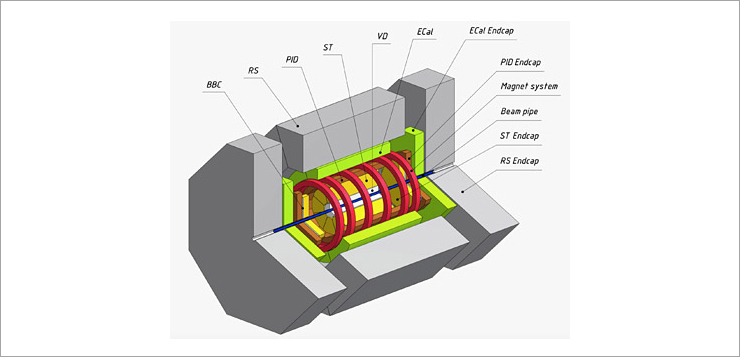 BBC
RS
PID
ST
VD
ECal
ECal Endcap
PID Endcap
Magnet system
Beam pipe
ST Endcap
RS Endcap